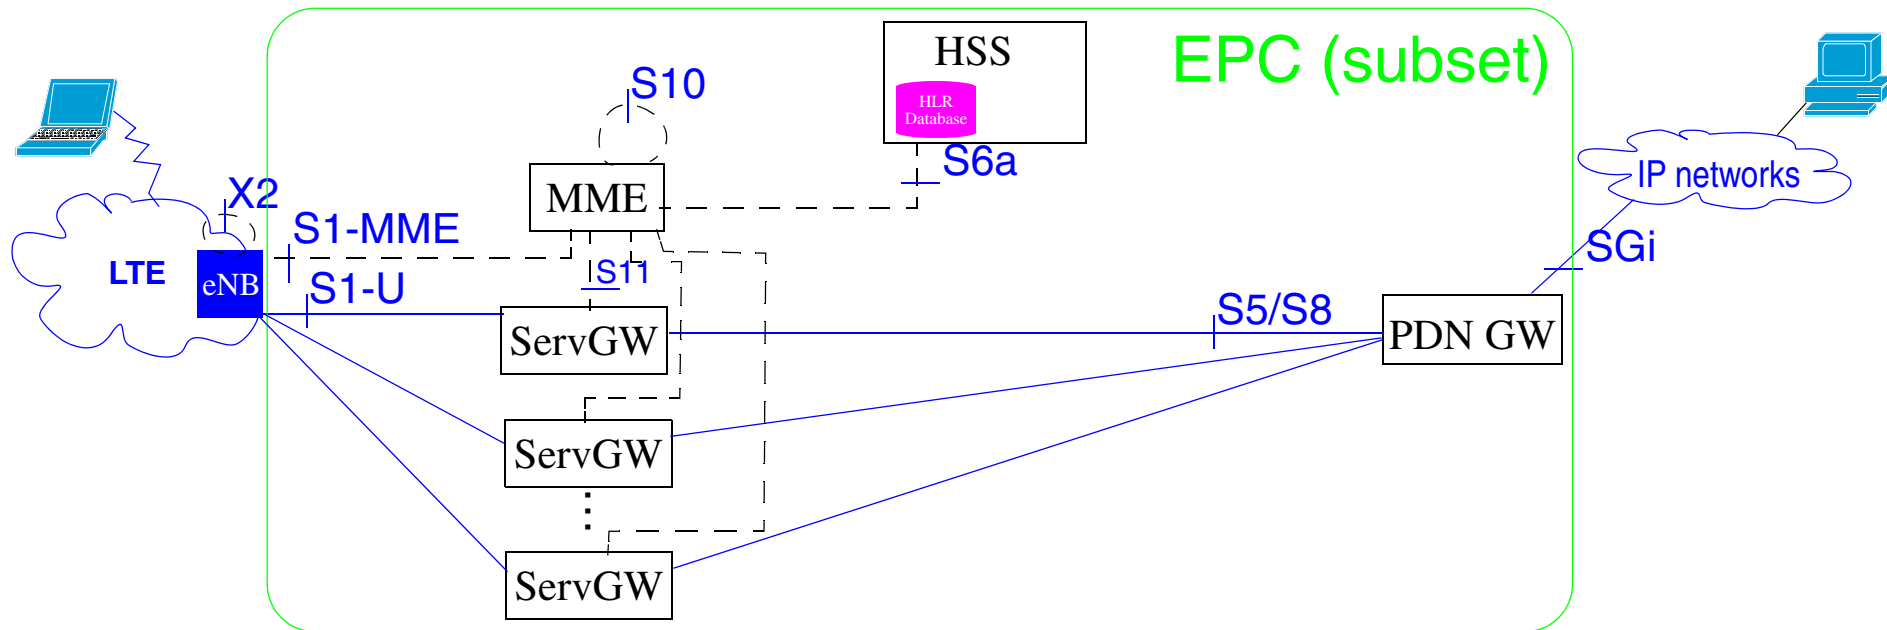 EPC (subset)
HSS
HLR
Database
S10
S6a
MME
X2
S1-MME
LTE
eNB
S11
S1-U
IP networks
SGi
S5/S8
ServGW
PDN GW
ServGW
ServGW